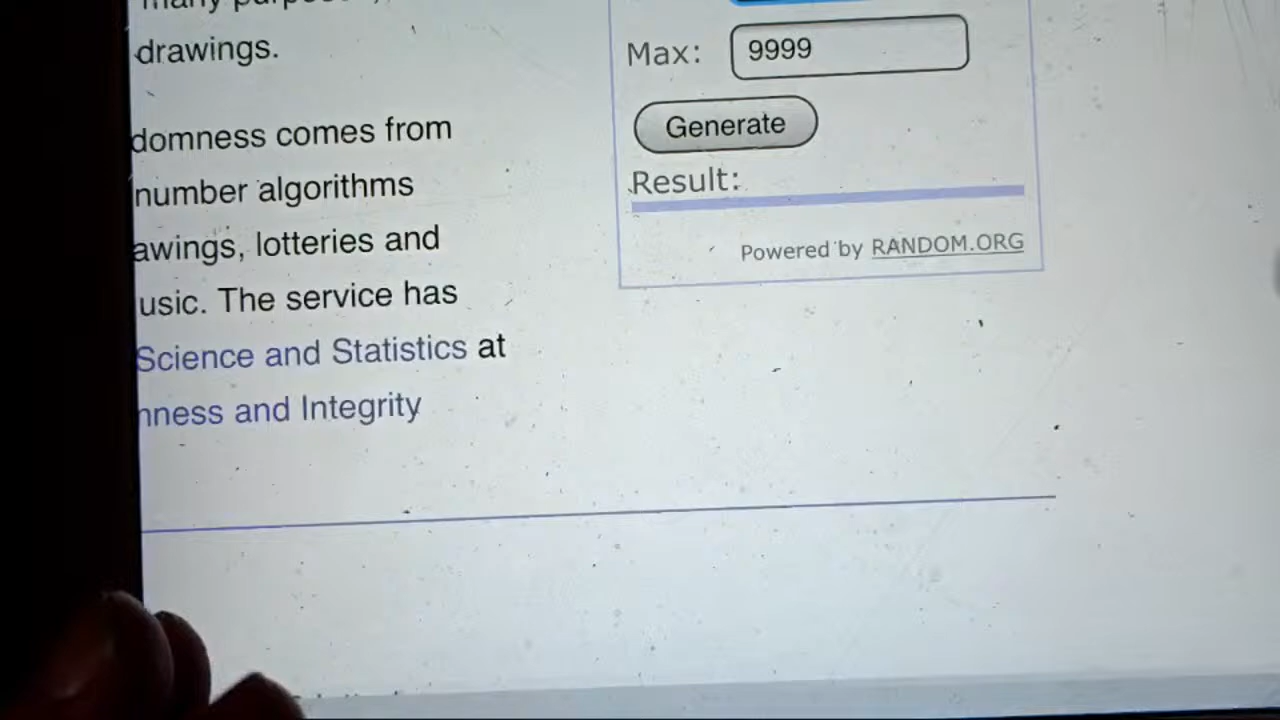 drawings.
domness comes from
number algorithms
awings, lotteries and
usic. The service has
Science and Statistics at
nness and Integrity
Max: 9999
Generate
Result:
Powered by RANDOM.ORG